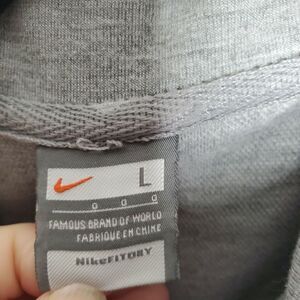 L
G G G
FAMOUS BRAND OF WORLD
FABRIQUE EN CHINE
NikeFITDRY